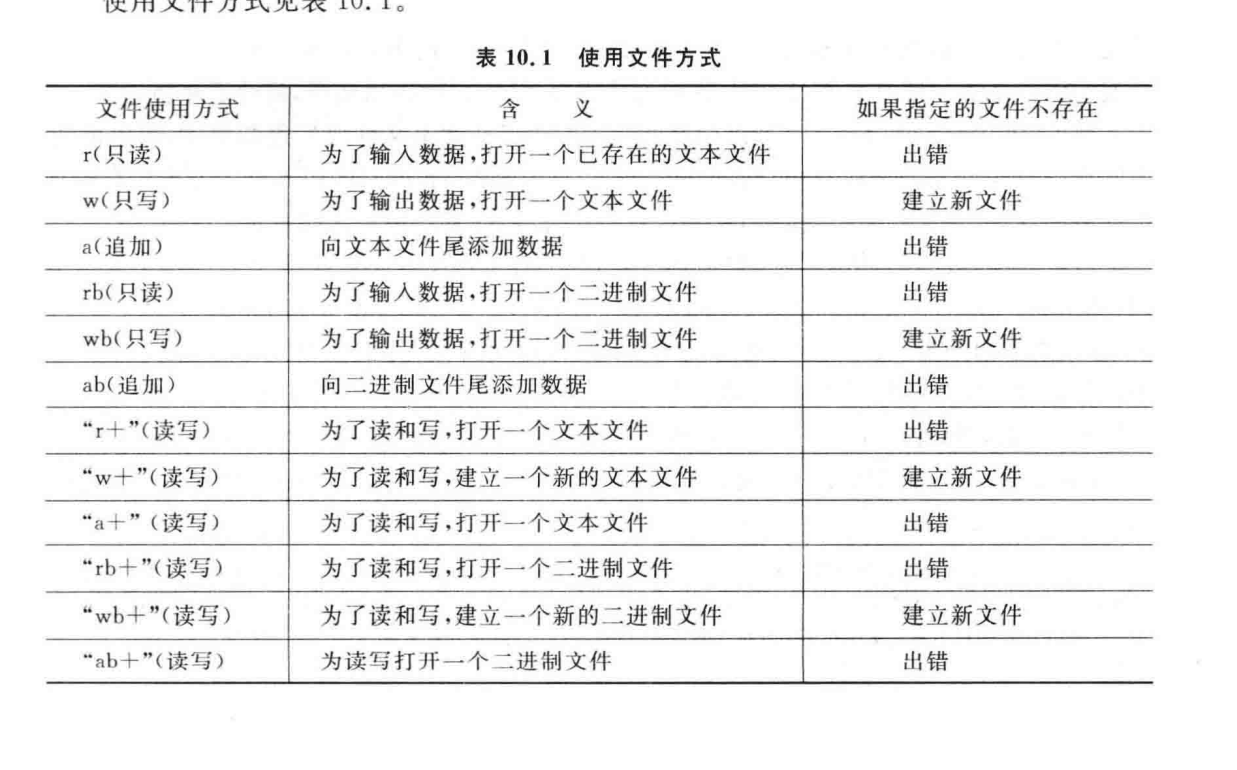 使用文件方式见表 10.1。
表 10.1 使用文件方式
文件使用方式 含 义 如果指定的文件不存在
r(只读) 为了输入数据,打开一个已存在的文本文件 出错
w(只写) 为了输出数据,打开一个文本文件 建立新文件
a(追加) 向文本文件尾添加数据 出错
rb(只读) 为了输入数据,打开一个二进制文件 出错
wb(只写) 为了输出数据,打开一个二进制文件 建立新文件
ab(追加) 向二进制文件尾添加数据 出错
“r+”(读写) 为了读和写,打开一个文本文件 出错
“w+”(读写) 为了读和写,建立一个新的文本文件 建立新文件
“a+” (读写) 为了读和写,打开一个文本文件 出错
“rb+”(读写) 为了读和写,打开一个二进制文件 出错
“wb+”(读写) 为了读和写,建立一个新的二进制文件 建立新文件
“ab+”(读写) 为读写打开一个二进制文件 出错